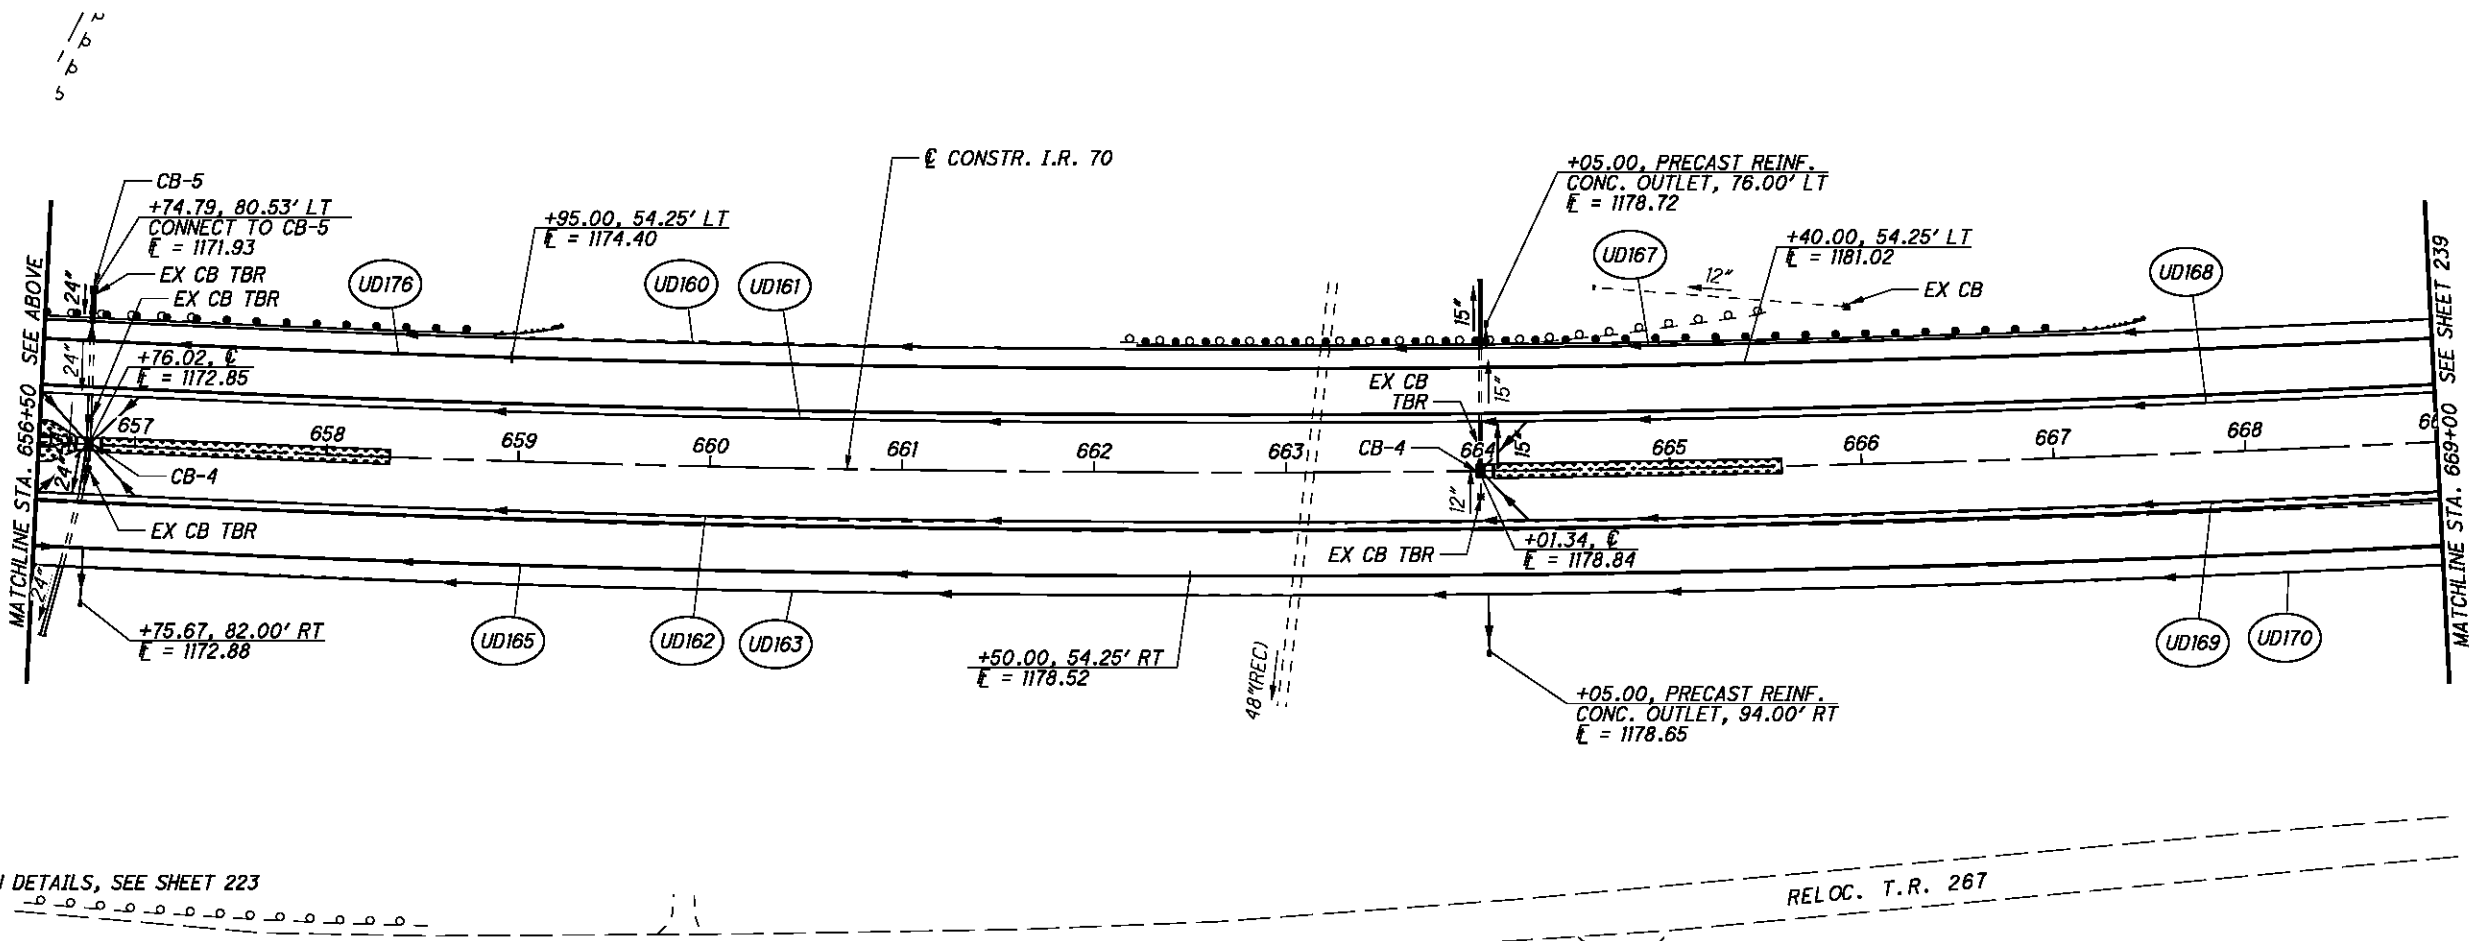 ℄ CONSTR. I.R. 70
CB-5
+74.79, 80.53' LT
CONNECT TO CB-5
℄ = 1171.93
EX CB TBR
EX CB TBR
+76.02, ℄
℄ = 1172.85
24"
24"
24"
24"
UD176
+95.00, 54.25' LT
℄ = 1174.40
UD160
UD161
+05.00, PRECAST REINF.
CONC. OUTLET, 76.00' LT
℄ = 1178.72
UD167
12"
+40.00, 54.25' LT
℄ = 1181.02
EX CB
UD168
15"
15"
15"
EX CB
TBR
MATCHLINE STA. 656+50 SEE ABOVE
MATCHLINE STA. 669+00 SEE SHEET 239
657
658
659
660
661
662
663
664
665
666
667
668
CB-4
CB-4
12"
EX CB TBR
EX CB TBR
+01.34, ℄
℄ = 1178.84
+75.67, 82.00' RT
℄ = 1172.88
UD165
UD162
UD163
+50.00, 54.25' RT
℄ = 1178.52
48"(REC)
UD169
UD170
+05.00, PRECAST REINF.
CONC. OUTLET, 94.00' RT
℄ = 1178.65
DETAILS, SEE SHEET 223
RELOC. T.R. 267